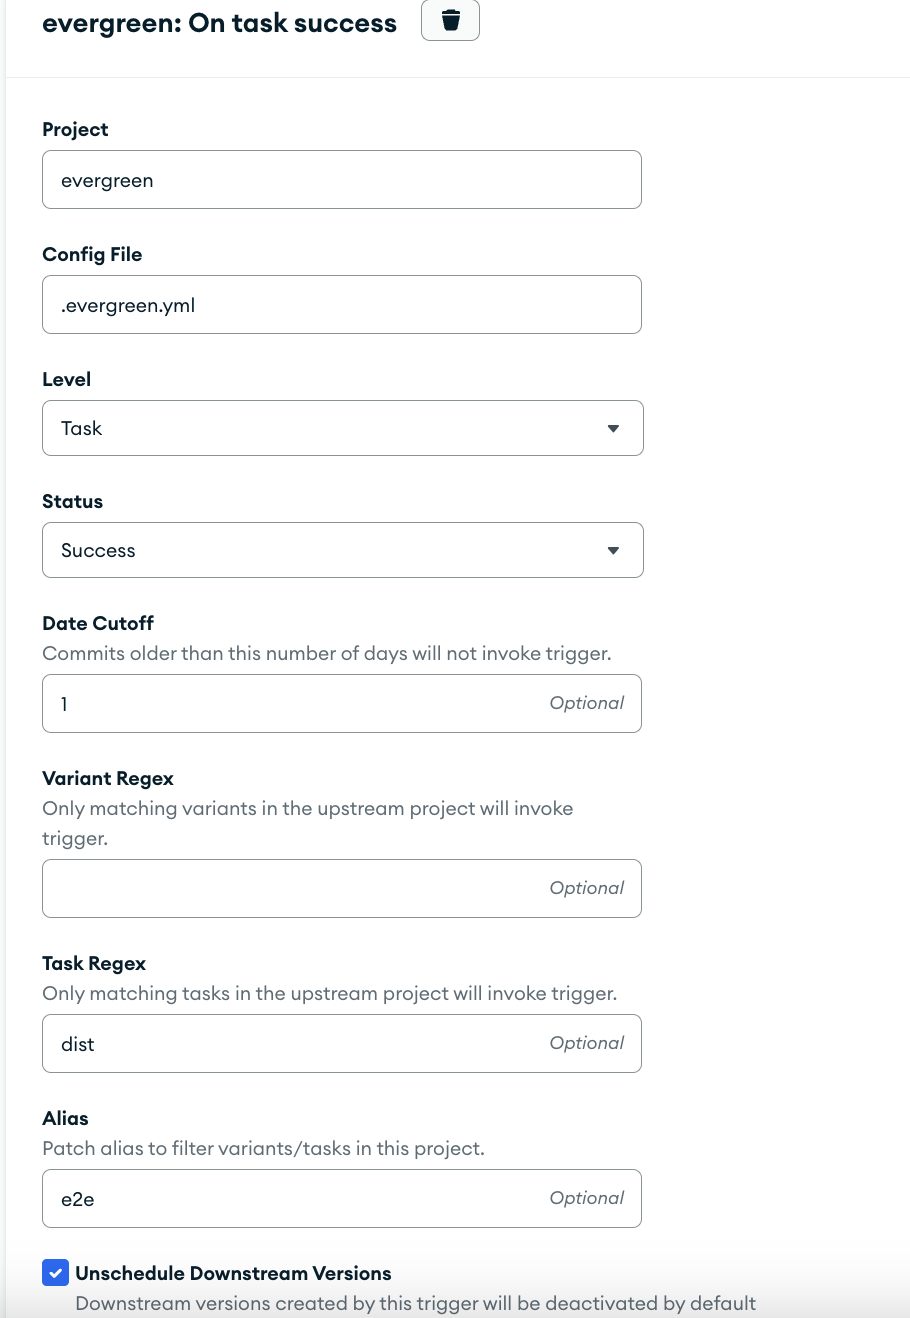 evergreen: On task success
Project
evergreen
Config File
.evergreen.yml
Level
Task
Status
Success
Date Cutoff
Commits older than this number of days will not invoke trigger.
1 Optional
Variant Regex
Only matching variants in the upstream project will invoke
trigger.
Optional
Task Regex
Only matching tasks in the upstream project will invoke trigger.
dist Optional
Alias
Patch alias to filter variants/tasks in this project.
e2e Optional
Unschedule Downstream Versions
Downstream versions created by this trigger will be deactivated by default